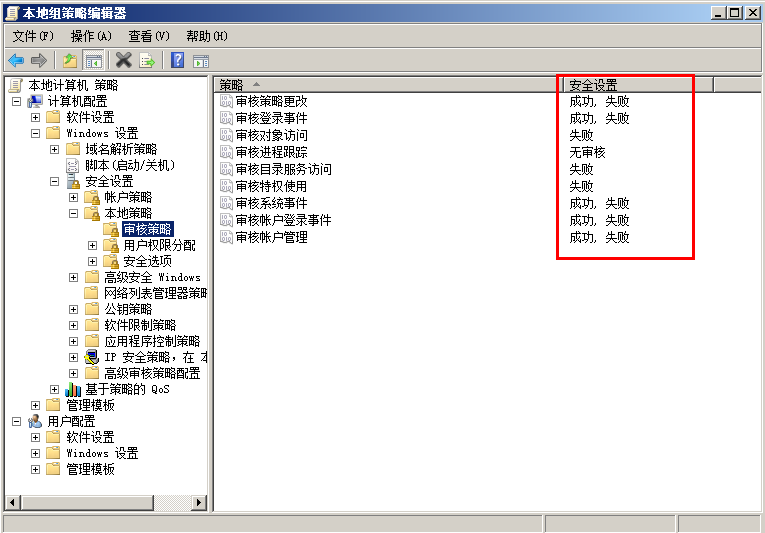 本地组策略编辑器
文件(F) 操作(A) 查看(V) 帮助(H)
本地计算机 策略
计算机配置
软件设置
Windows 设置
域名解析策略
脚本(启动/关机)
安全设置
帐户策略
本地策略
审核策略
用户权限分配
安全选项
高级安全 Windows
网络列表管理器策略
公钥策略
软件限制策略
应用程序控制策略
IP 安全策略，在 本
高级审核策略配置
基于策略的 QoS
管理模板
用户配置
软件设置
Windows 设置
管理模板
策略 安全设置
审核策略更改 成功, 失败
审核登录事件 成功, 失败
审核对象访问 失败
审核进程跟踪 无审核
审核目录服务访问 失败
审核特权使用 失败
审核系统事件 成功, 失败
审核帐户登录事件 成功, 失败
审核帐户管理 成功, 失败